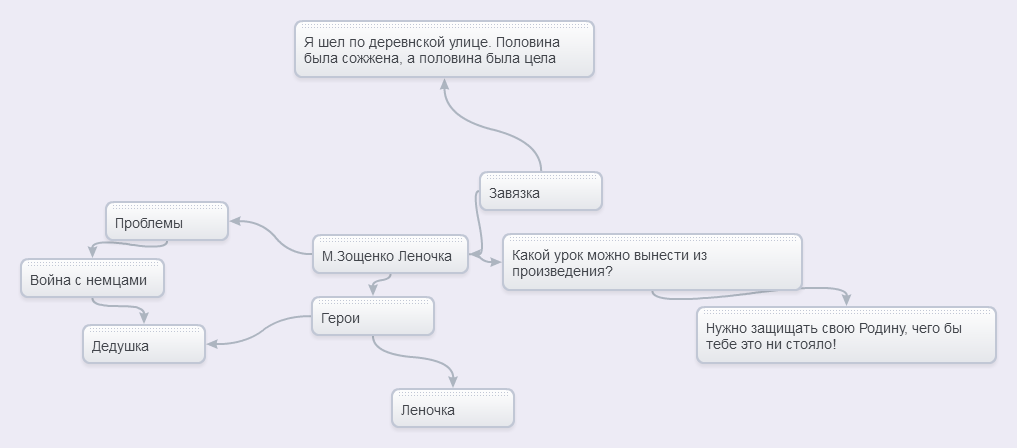 Я шел по деревнской улице. Половина
была сожжена, а половина была цела
Завязка
Проблемы
М.Зощенко Леночка
Какой урок можно вынести из
произведения?
Война с немцами
Герои
Нужно защищать свою Родину, чего бы
тебе это ни стояло!
Дедушка
Леночка